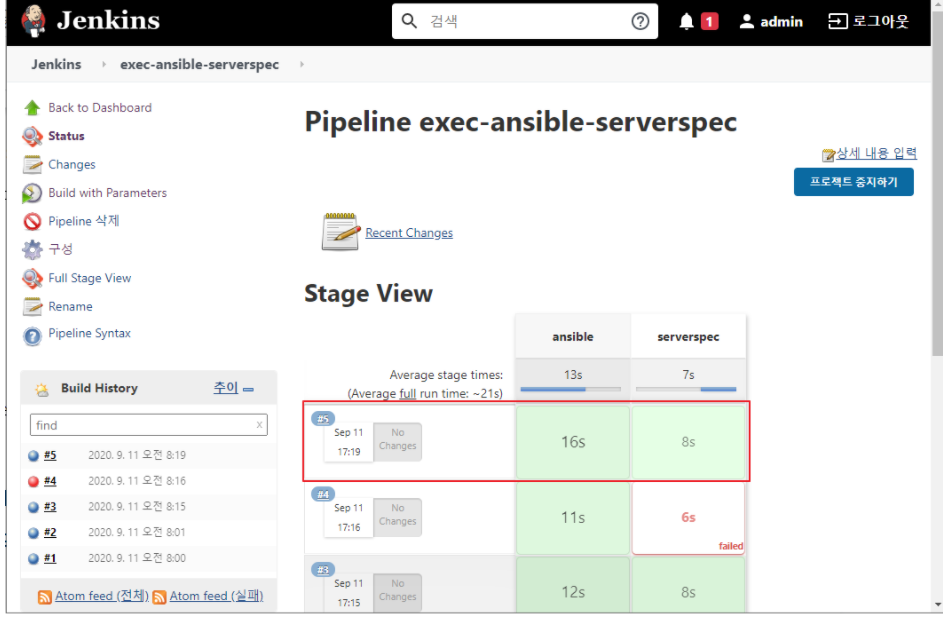 Jenkins
검색
1
admin
로그아웃
Jenkins
exec-ansible-serverspec
Back to Dashboard
Status
Changes
Build with Parameters
Pipeline 삭제
구성
Full Stage View
Rename
Pipeline Syntax
Build History
추이
find
x
#5 2020. 9. 11 오전 8:19
#4 2020. 9. 11 오전 8:16
#3 2020. 9. 11 오전 8:15
#2 2020. 9. 11 오전 8:01
#1 2020. 9. 11 오전 8:00
Atom feed (전체) Atom feed (실패)
Pipeline exec-ansible-serverspec
상세 내용 입력
프로젝트 중지하기
Recent Changes
Stage View
ansible serverspec
Average stage times: 13s 7s
(Average full run time: ~21s)
#5
Sep 11
17:19
No
Changes
16s 8s
#4
Sep 11
17:16
No
Changes
11s 6s
failed
#3
Sep 11
17:15
No
Changes
12s 8s